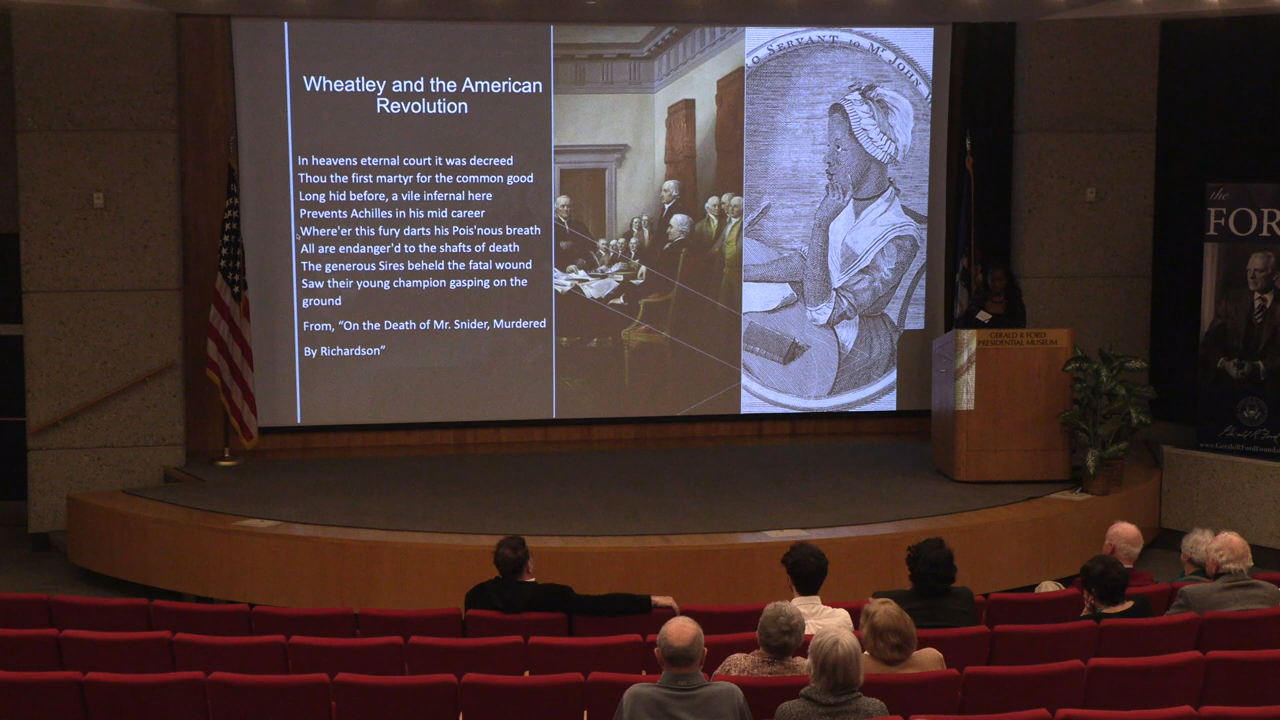 Wheatley and the American
Revolution
In heavens eternal court it was decreed
Thou the first martyr for the common good
Long hid before, a vile infernal here
Prevents Achilles in his mid career
Where'er this fury darts his Pois'nous breath
All are endanger'd to the shafts of death
The generous Sires beheld the fatal wound
Saw their young champion gasping on the
ground
From, “On the Death of Mr. Snider, Murdered
By Richardson”
O SERVANT to Mr. JOHN
GERALD R FORD
PRESIDENTIAL MUSEUM
the
FOR